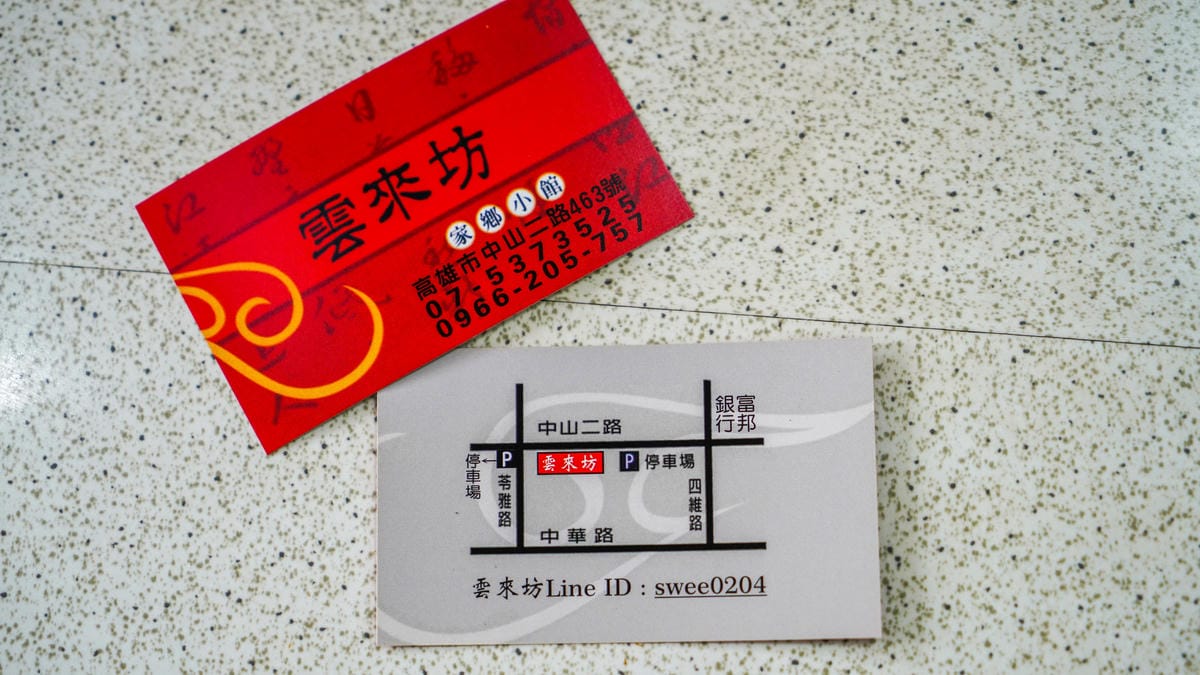 雲來坊
家鄉小館
高雄市中山二路463號
07-5373525
0966-205-757
銀行 富邦
中山二路
停車場 ← P
雲來坊
P 停車場
苓雅路
四維路
中華路
雲來坊Line ID：swee0204